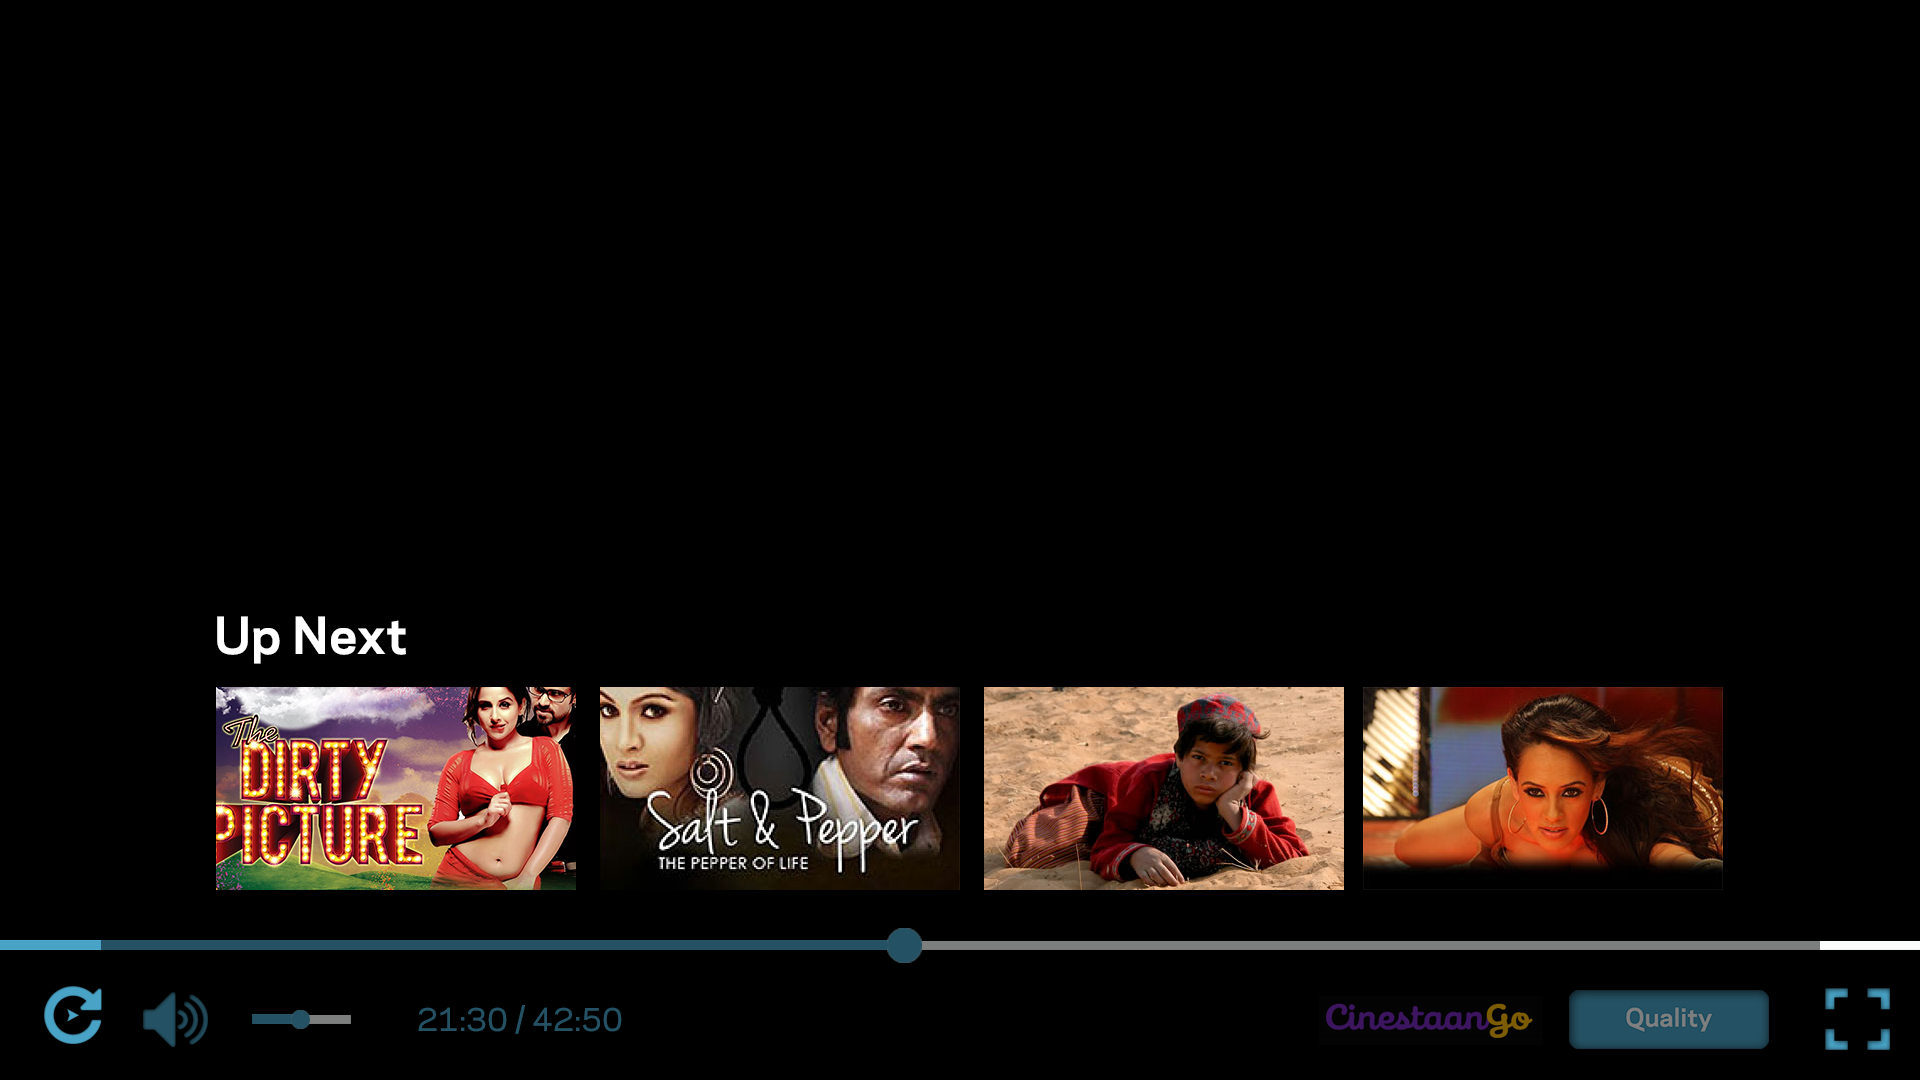 Up Next
The
DIRTY
PICTURE
Salt & Pepper
THE PEPPER OF LIFE
21:30 / 42:50
CinestaanGo
Quality